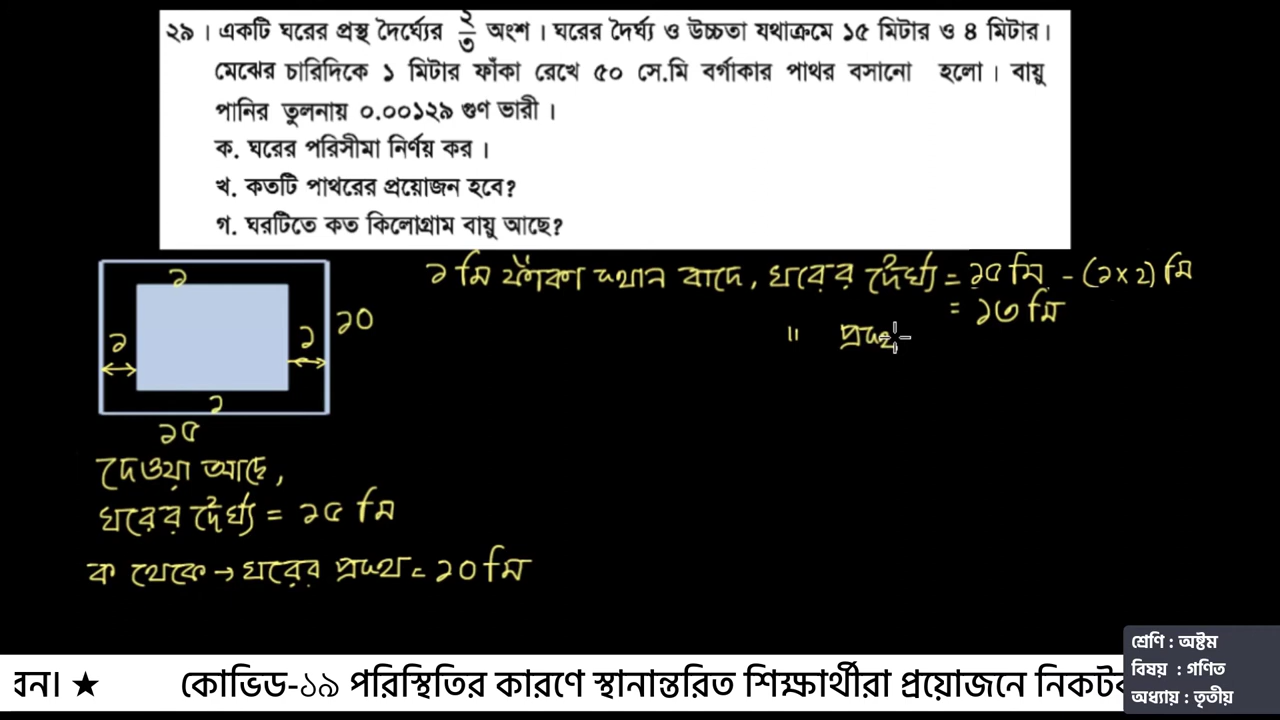 ২৯। একটি ঘরের প্রস্থ দৈর্ঘ্যের ২/৩ অংশ। ঘরের দৈর্ঘ্য ও উচ্চতা যথাক্রমে ১৫ মিটার ও ৪ মিটার।
মেঝের চারিদিকে ১ মিটার ফাঁকা রেখে ৫০ সে.মি বর্গাকার পাথর বসানো হলো। বায়ু
পানির তুলনায় ০.০০১২৯ গুণ ভারী।
ক. ঘরের পরিসীমা নির্ণয় কর।
খ. কতটি পাথরের প্রয়োজন হবে?
গ. ঘরটিতে কত কিলোগ্রাম বায়ু আছে?
১ মি ফাঁকা স্থান বাদে, ঘরের দৈর্ঘ্য = ১৫ মি - (১ × ২) মি
= ১৩ মি
" প্রস্থ
১
১ ১ ১০
১
১৫
দেওয়া আছে,
ঘরের দৈর্ঘ্য = ১৫ মি
ক থেকে → ঘরের প্রস্থ = ১০ মি
বন। ★ কোভিড-১৯ পরিস্থিতির কারণে স্থানান্তরিত শিক্ষার্থীরা প্রয়োজনে নিকটব
শ্রেণি : অষ্টম
বিষয় : গণিত
অধ্যায় : তৃতীয়